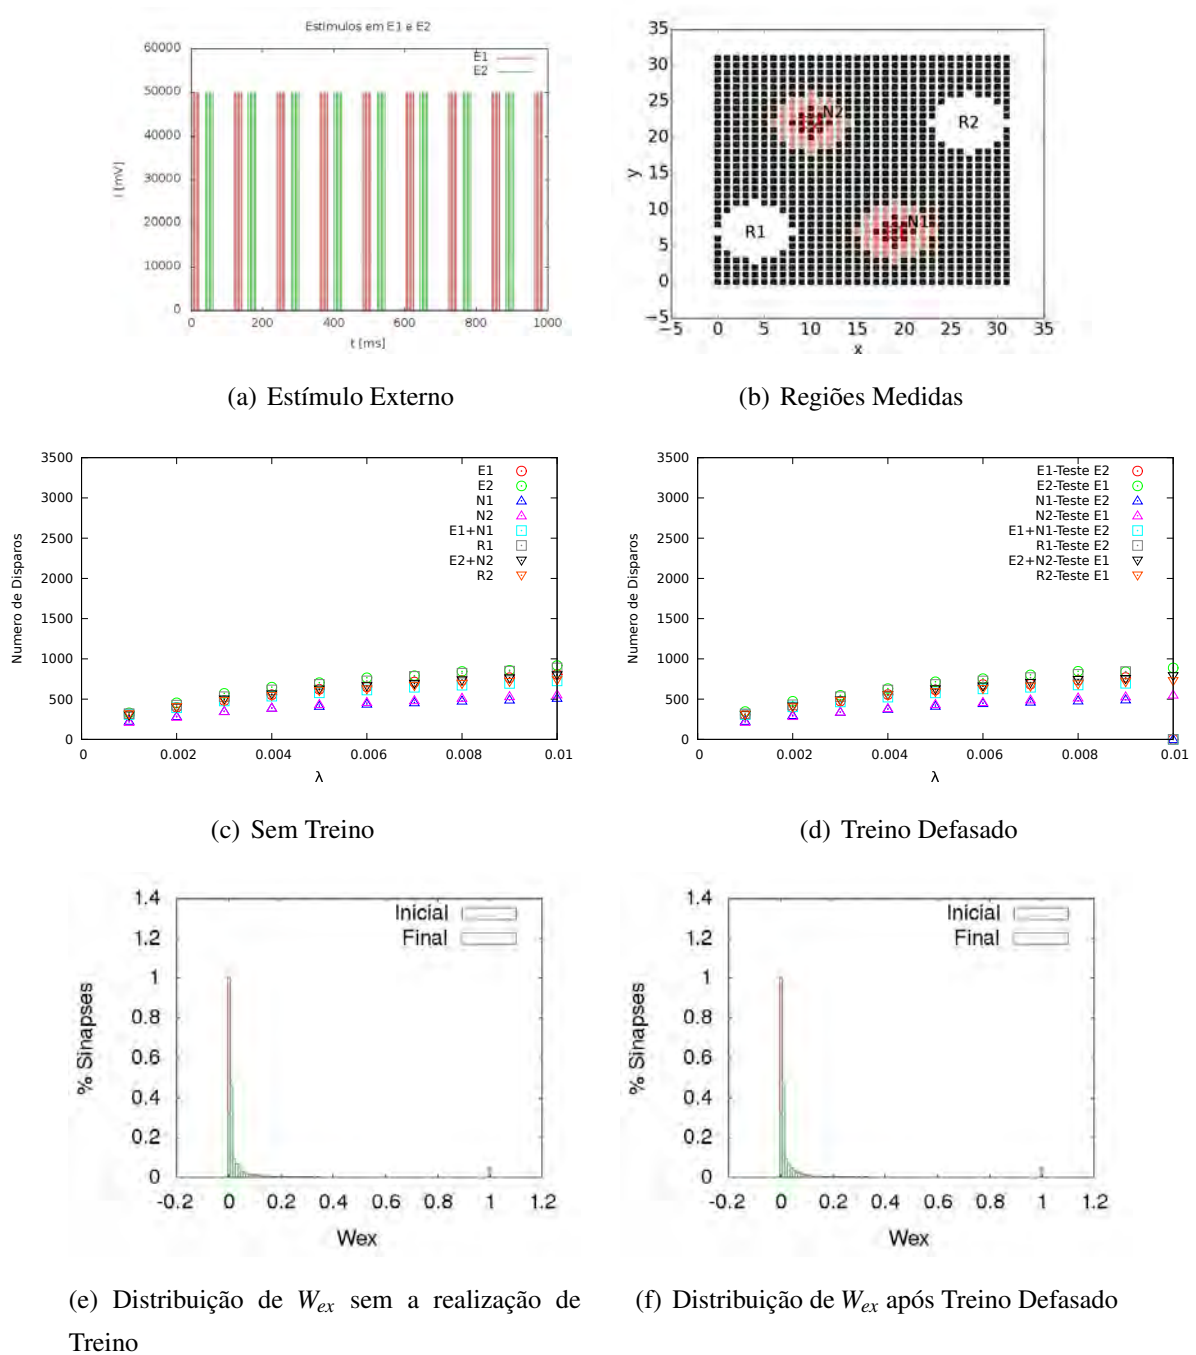 Estímulos em E1 e E2
60000
50000
40000
30000
20000
10000
0
I [mV]
E1
E2
0 200 400 600 800 1000
t [ms]
(a) Estímulo Externo
35
30
25
20
15
10
5
0
−5
y
N2
R2
R1
N1
−5 0 5 10 15 20 25 30 35
x
(b) Regiões Medidas
3500
3000
2500
2000
1500
1000
500
0
Numero de Disparos
E1
E2
N1
N2
E1+N1
R1
E2+N2
R2
0 0.002 0.004 0.006 0.008 0.01
λ
(c) Sem Treino
3500
3000
2500
2000
1500
1000
500
0
Numero de Disparos
E1-Teste E2
E2-Teste E1
N1-Teste E2
N2-Teste E1
E1+N1-Teste E2
R1-Teste E2
E2+N2-Teste E1
R2-Teste E1
0 0.002 0.004 0.006 0.008 0.01
λ
(d) Treino Defasado
1.4
1.2
1
0.8
0.6
0.4
0.2
0
% Sinapses
Inicial
Final
-0.2 0 0.2 0.4 0.6 0.8 1 1.2
Wex
(e) Distribuição de Wex sem a realização de
Treino
1.4
1.2
1
0.8
0.6
0.4
0.2
0
% Sinapses
Inicial
Final
-0.2 0 0.2 0.4 0.6 0.8 1 1.2
Wex
(f) Distribuição de Wex após Treino Defasado